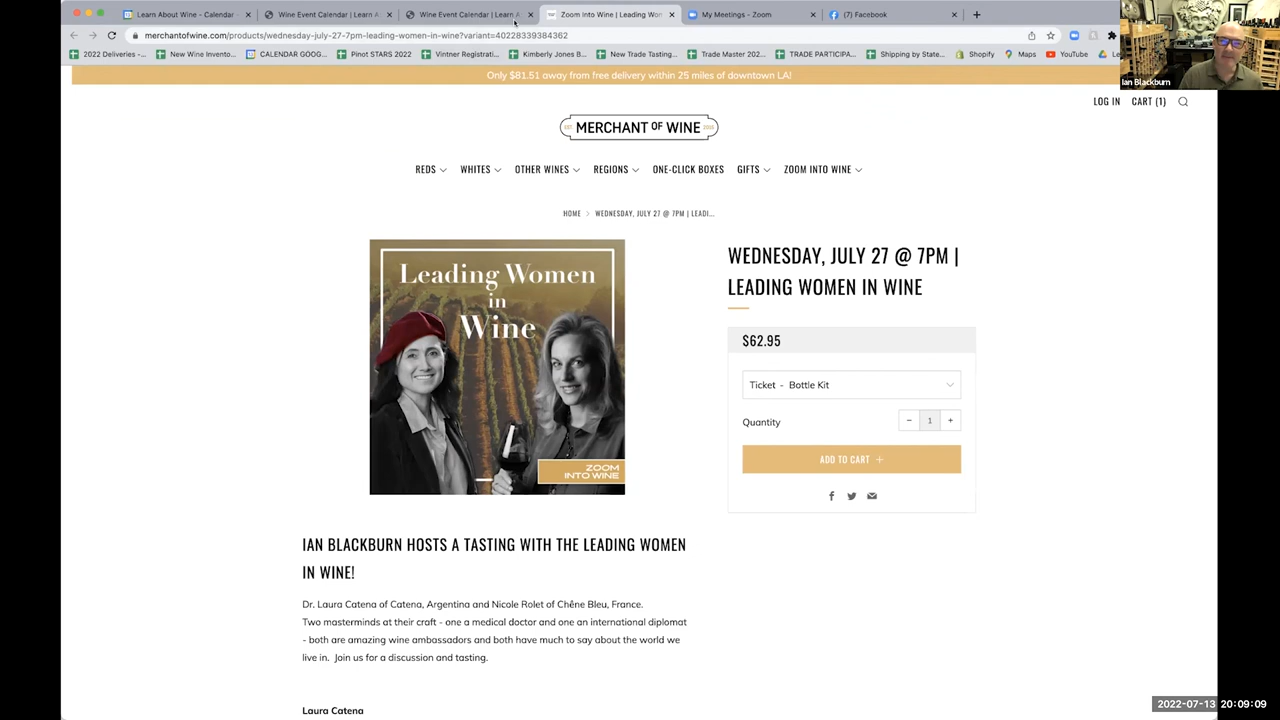 Learn About Wine - Calendar
Wine Event Calendar | Learn A
Wine Event Calendar | Learn A
Zoom Into Wine | Leading Wom
My Meetings - Zoom
(7) Facebook
merchantofwine.com/products/wednesday-july-27-7pm-leading-women-in-wine?variant=40228339384362
2022 Deliveries -...
New Wine Invento...
CALENDAR GOOG...
Pinot STARS 2022
Vintner Registrati...
Kimberly Jones B...
New Trade Tasting...
Trade Master 202...
TRADE PARTICIPA...
Shipping by State...
Shopify
Maps
YouTube
Le
Ian Blackburn
Only $81.51 away from free delivery within 25 miles of downtown LA!
LOG IN CART (1)
EST MERCHANT OF WINE
REDS WHITES OTHER WINES REGIONS ONE-CLICK BOXES GIFTS ZOOM INTO WINE
HOME > WEDNESDAY, JULY 27 @ 7PM | LEADI...
Leading Women
in
Wine
ZOOM
INTO WINE
WEDNESDAY, JULY 27 @ 7PM |
LEADING WOMEN IN WINE
$62.95
Ticket - Bottle Kit
Quantity
− 1 +
ADD TO CART +
IAN BLACKBURN HOSTS A TASTING WITH THE LEADING WOMEN
IN WINE!
Dr. Laura Catena of Catena, Argentina and Nicole Rolet of Chêne Bleu, France.
Two masterminds at their craft - one a medical doctor and one an international diplomat
- both are amazing wine ambassadors and both have much to say about the world we
live in. Join us for a discussion and tasting.
Laura Catena
2022-07-13 20:09:09